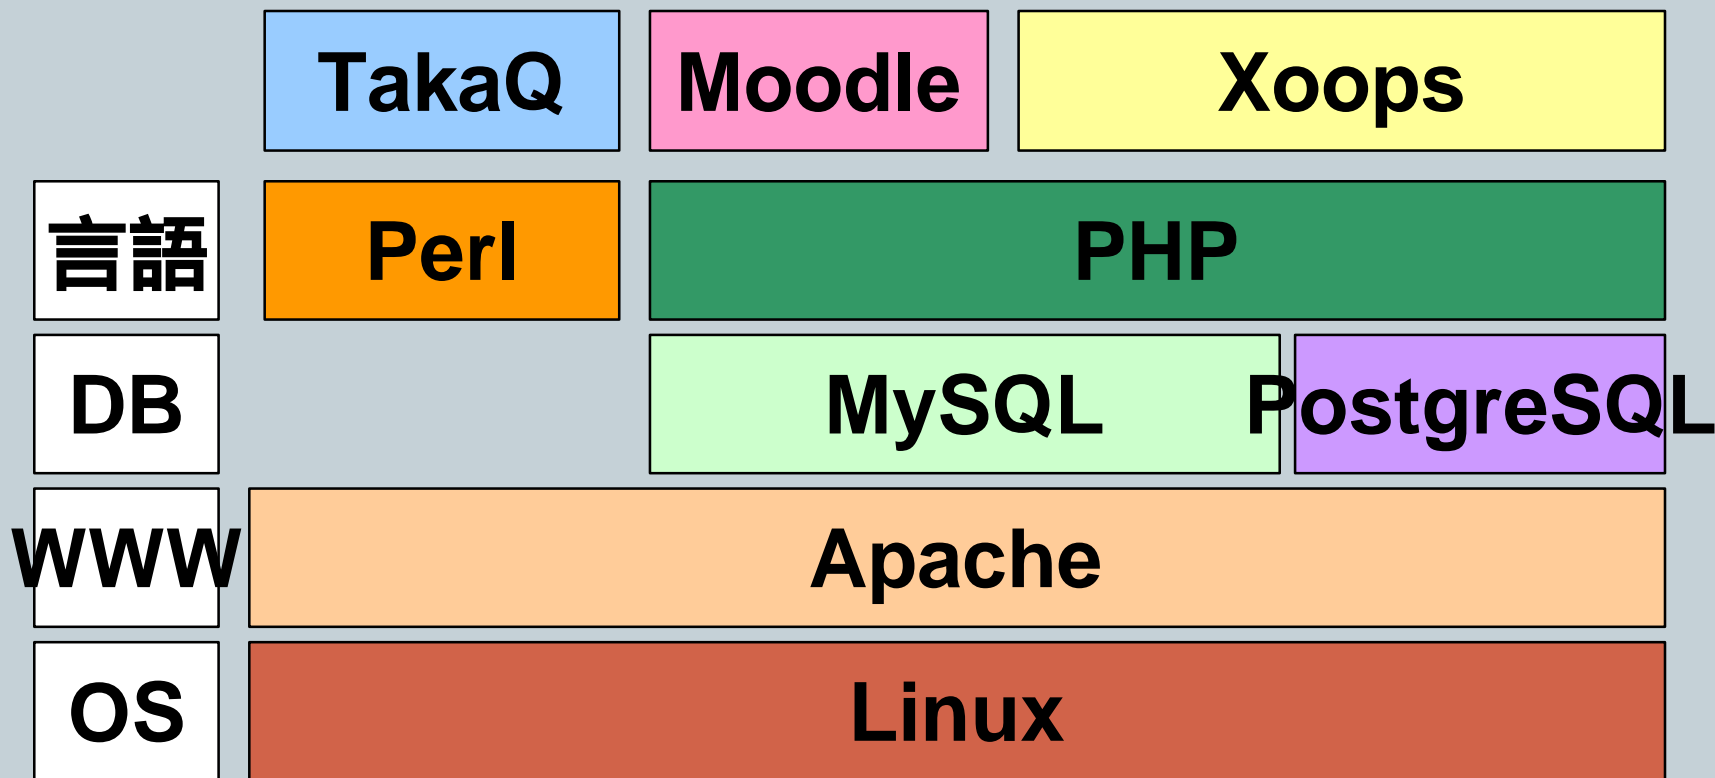 TakaQ Moodle Xoops
言語 Perl PHP
DB MySQL PostgreSQL
WWW Apache
OS Linux